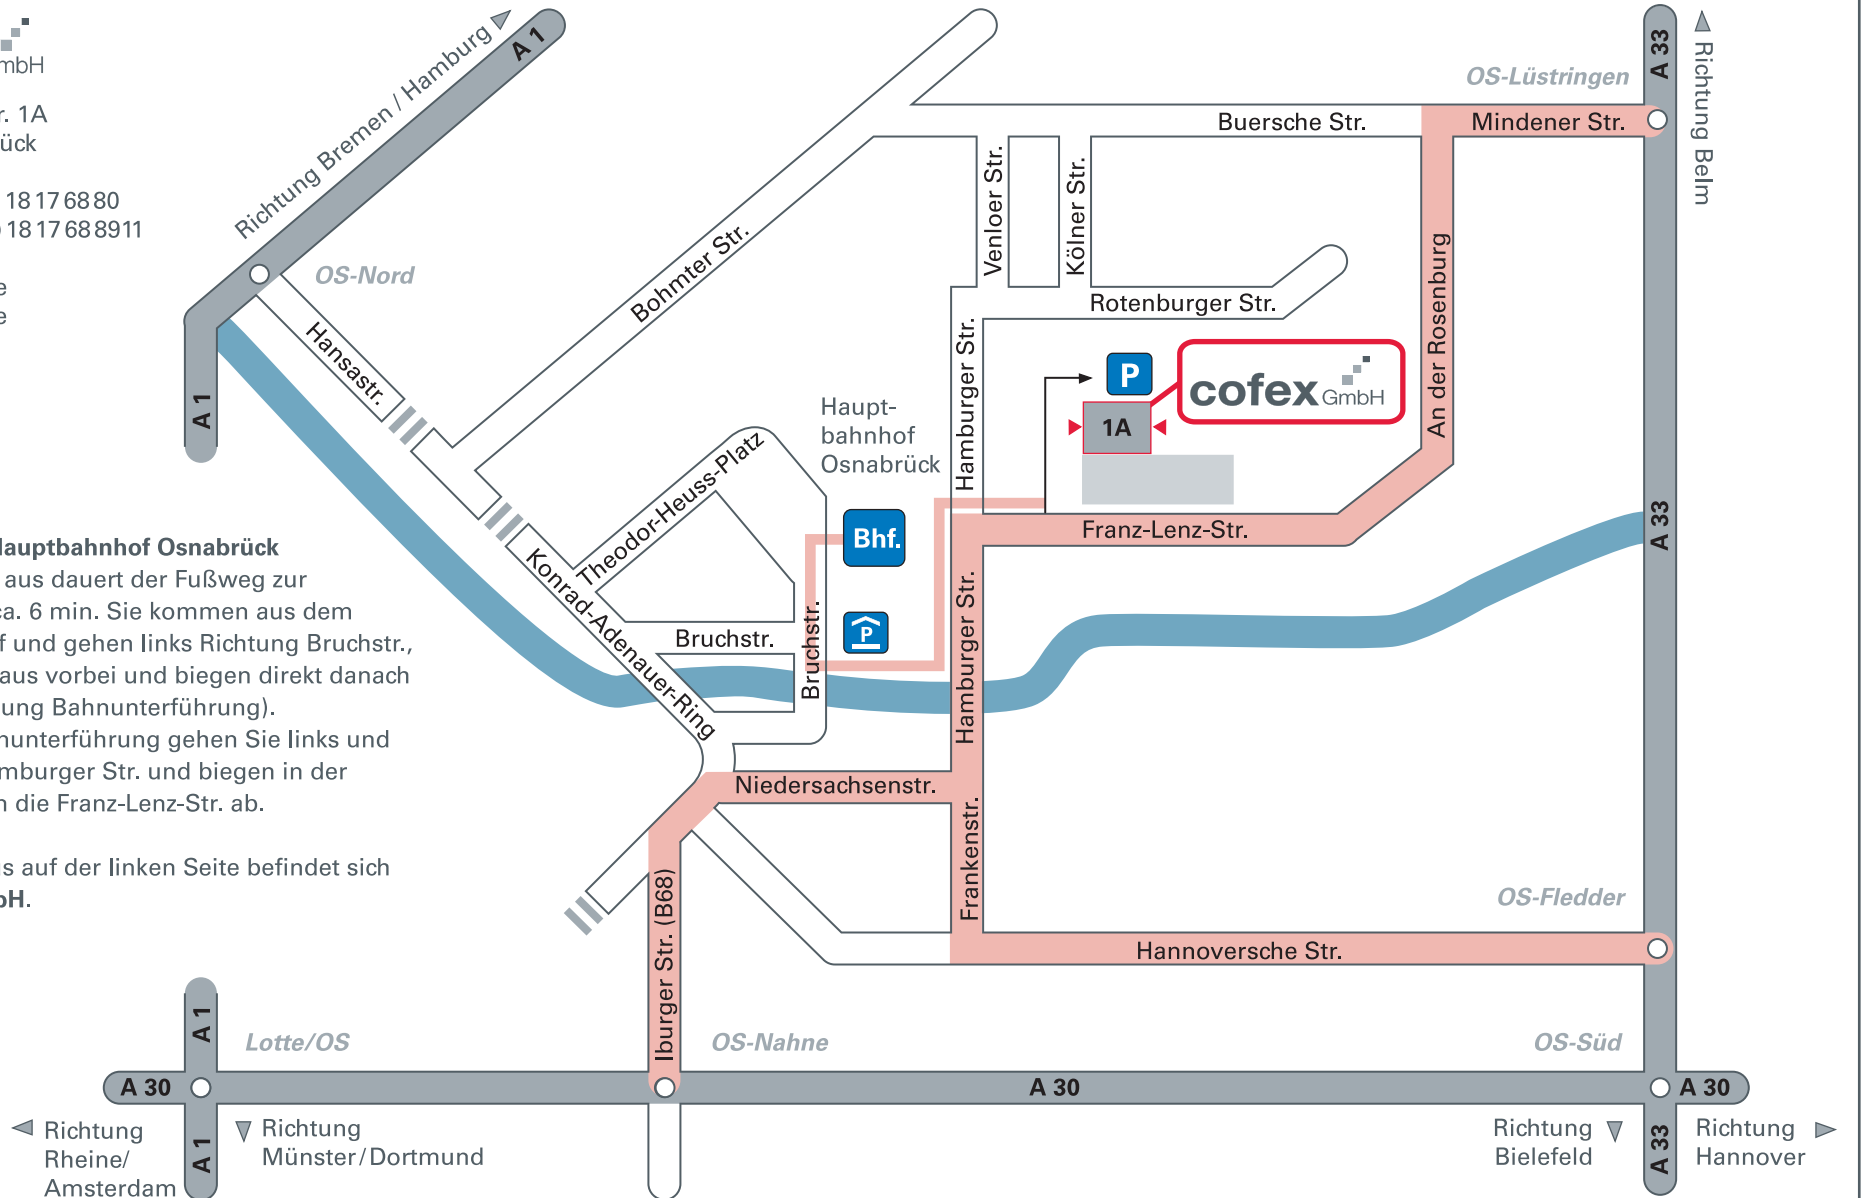 mbH
r. 1A
ück
18 17 68 80
18 17 68 8911
e
e
Hauptbahnhof Osnabrück
aus dauert der Fußweg zur
ca. 6 min. Sie kommen aus dem
f und gehen links Richtung Bruchstr.,
aus vorbei und biegen direkt danach
ung Bahnunterführung).
nunterführung gehen Sie links und
mburger Str. und biegen in der
n die Franz-Lenz-Str. ab.
s auf der linken Seite befindet sich
bH.
Richtung Bremen / Hamburg
A 1
OS-Nord
Hansastr.
A 1
Bohmter Str.
Theodor-Heuss-Platz
Konrad-Adenauer-Ring
Bruchstr.
Bruchstr.
Haupt-
bahnhof
Osnabrück
Bhf.
P
Venloer Str.
Kölner Str.
Buersche Str.
Mindener Str.
OS-Lüstringen
A 33
Richtung Belm
Rotenburger Str.
Hamburger Str.
P
cofex GmbH
1A
An der Rosenburg
Franz-Lenz-Str.
A 33
Hamburger Str.
Niedersachsenstr.
Frankenstr.
Iburger Str. (B68)
Hannoversche Str.
OS-Fledder
A 1
Lotte/OS
OS-Nahne
OS-Süd
A 30
A 30
A 30
A 1
A 33
Richtung
Rheine/
Amsterdam
Richtung
Münster/Dortmund
Richtung
Bielefeld
Richtung
Hannover